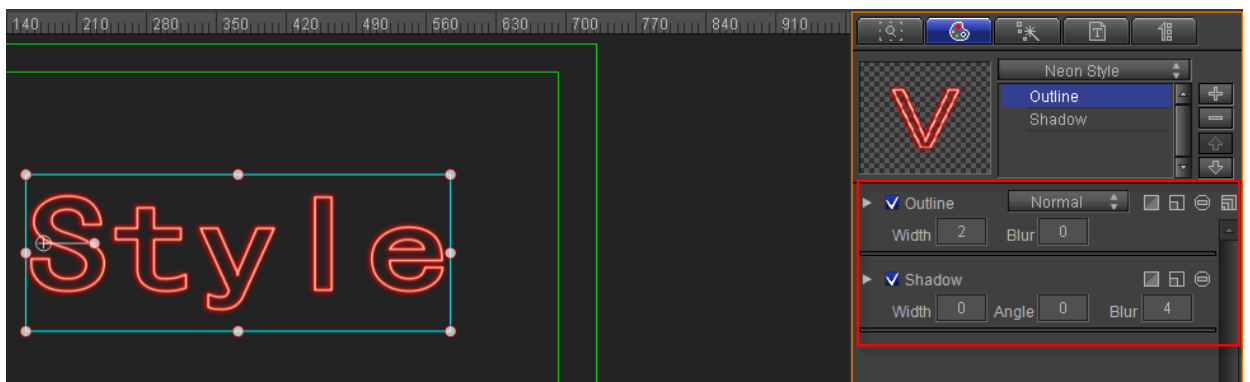 140 210 280 350 420 490 560 630 700 770 840 910
T
V
Neon Style
Outline
Shadow
Style
Outline Normal
Width 2 Blur 0
Shadow
Width 0 Angle 0 Blur 4